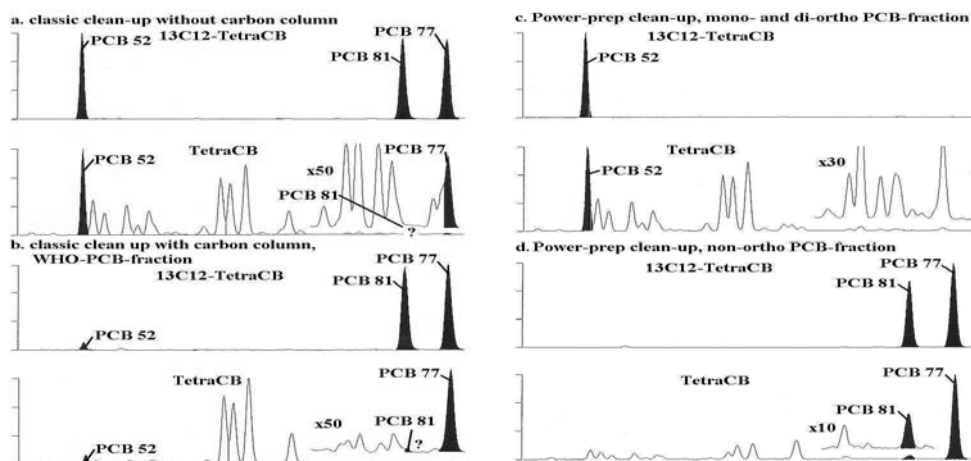 a. classic clean-up without carbon column
13C12-TetraCB
PCB 52
PCB 77
PCB 81
TetraCB
PCB 52
x50
PCB 77
PCB 81
?
b. classic clean up with carbon column,
WHO-PCB-fraction
13C12-TetraCB
PCB 77
PCB 81
PCB 52
TetraCB
PCB 77
x50
PCB 81
?
PCB 52
c. Power-prep clean-up, mono- and di-ortho PCB-fraction
13C12-TetraCB
PCB 52
TetraCB
x30
PCB 52
d. Power-prep clean-up, non-ortho PCB-fraction
13C12-TetraCB
PCB 77
PCB 81
TetraCB
PCB 77
PCB 81
x10